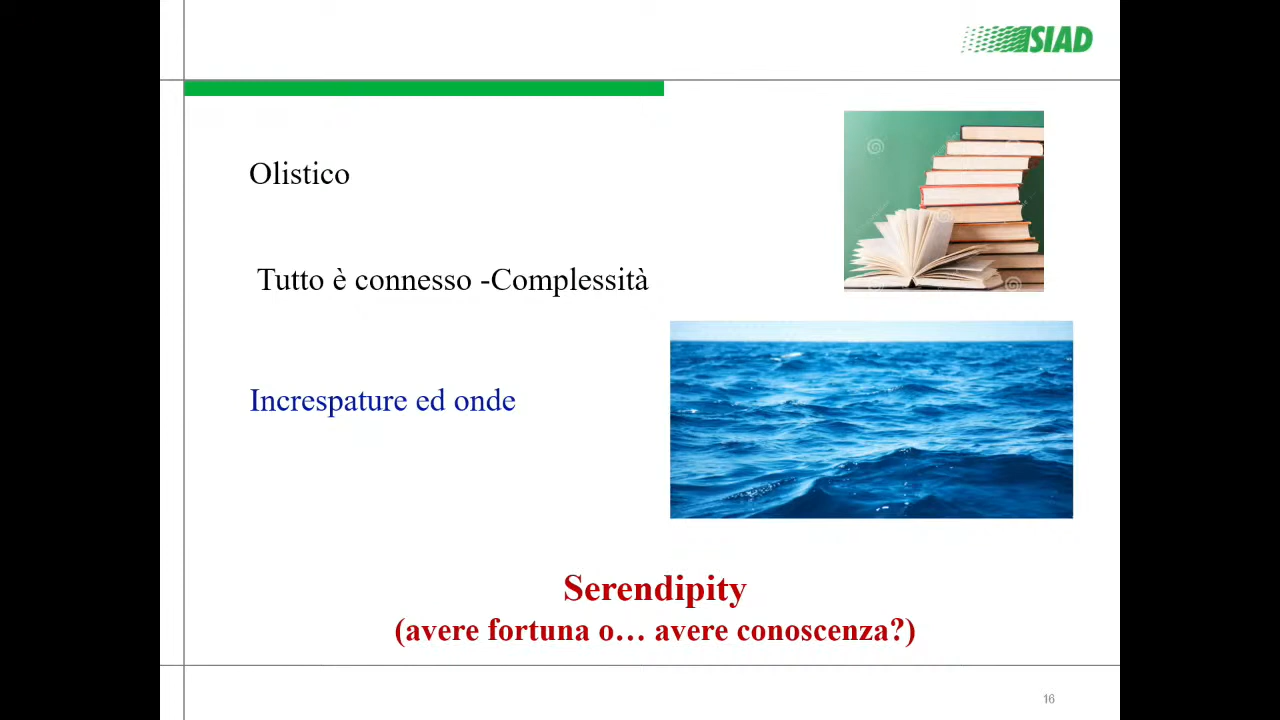 SIAD
Olistico
Tutto è connesso -Complessità
Increspature ed onde
Serendipity
(avere fortuna o… avere conoscenza?)
16